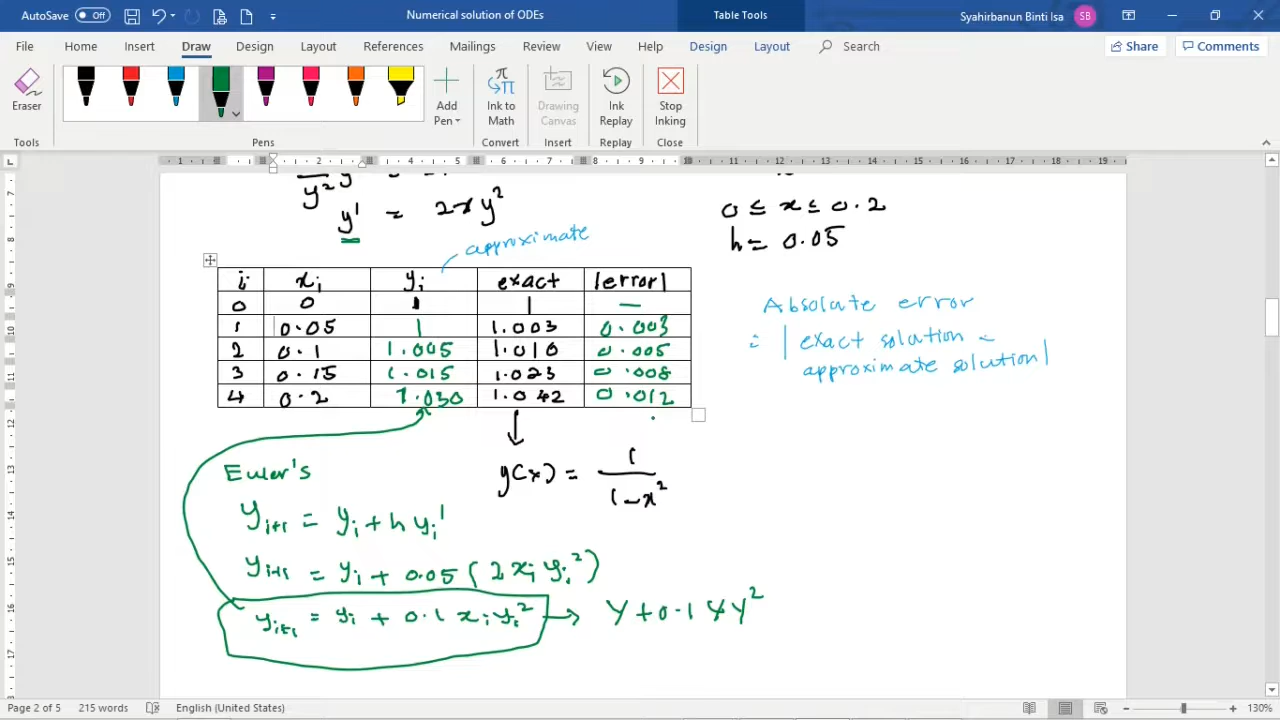 AutoSave Off Numerical solution of ODEs Table Tools Syahirbanun Binti Isa SB
File Home Insert Draw Design Layout References Mailings Review View Help Design Layout Search Share Comments
Eraser Add Pen Ink to Math Drawing Canvas Ink Replay Stop Inking
Tools Pens Convert Insert Replay Close
y' = 2xy²
0 ≤ x ≤ 0.2
h = 0.05
approximate
i xi yi exact |error|
0 0 1 1 —
1 0.05 1 1.003 0.003
2 0.1 1.005 1.010 0.005
3 0.15 1.015 1.023 0.008
4 0.2 1.030 1.042 0.012
Absolute error
= | exact solution -
approximate solution|
Euler's
y(x) = 1/(1-x²)
yi+1 = yi + h yi'
yi+1 = yi + 0.05 (2 xi yi²)
yi+1 = yi + 0.1 xi yi² → Y + 0.1 XY²
Page 2 of 5 215 words English (United States) 130%